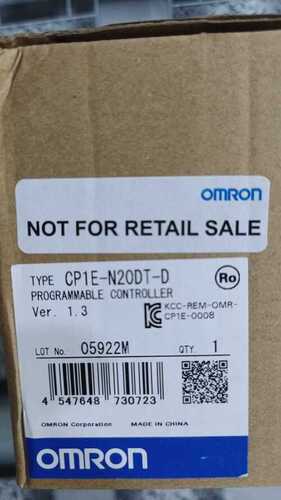 OMRON
NOT FOR RETAIL SALE
TYPE CP1E-N20DT-D
PROGRAMMABLE CONTROLLER
Ver. 1.3
Ro
KCC-REM-OMR-
CP1E-0008
LOT No. 05922M QTY. 1
4 547648 730723
OMRON Corporation MADE IN CHINA
OMRON